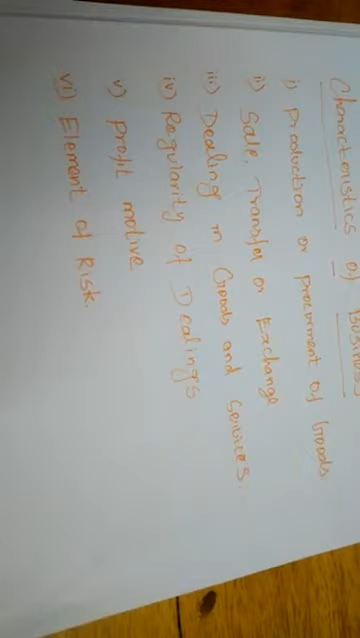 Characteristics of Business
i) Production or Procurment of Goods
ii) Sale, Transfer or Exchange
iii) Dealing in Goods and Services.
iv) Regularity of Dealings
v) Profit motive
vi) Element of Risk.